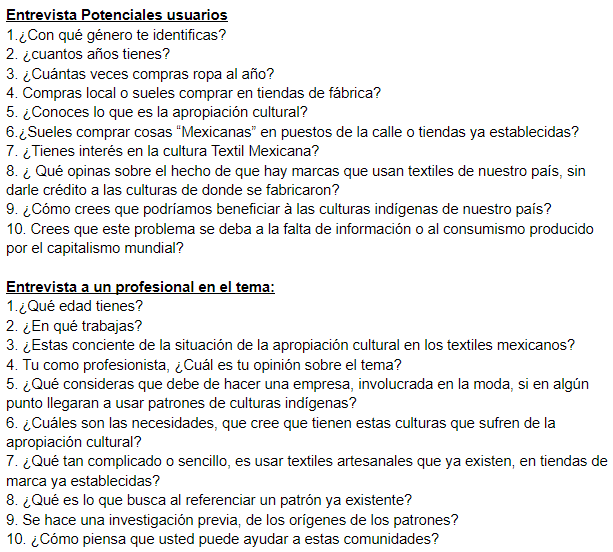 Entrevista Potenciales usuarios
1.¿Con qué género te identificas?
2. ¿cuantos años tienes?
3. ¿Cuántas veces compras ropa al año?
4. Compras local o sueles comprar en tiendas de fábrica?
5. ¿Conoces lo que es la apropiación cultural?
6.¿Sueles comprar cosas “Mexicanas” en puestos de la calle o tiendas ya establecidas?
7. ¿Tienes interés en la cultura Textil Mexicana?
8. ¿ Qué opinas sobre el hecho de que hay marcas que usan textiles de nuestro país, sin
darle crédito a las culturas de donde se fabricaron?
9. ¿Cómo crees que podríamos beneficiar à las culturas indígenas de nuestro país?
10. Crees que este problema se deba a la falta de información o al consumismo producido
por el capitalismo mundial?
Entrevista a un profesional en el tema:
1.¿Qué edad tienes?
2. ¿En qué trabajas?
3. ¿Estas conciente de la situación de la apropiación cultural en los textiles mexicanos?
4. Tu como profesionista, ¿Cuál es tu opinión sobre el tema?
5. ¿Qué consideras que debe de hacer una empresa, involucrada en la moda, si en algún
punto llegaran a usar patrones de culturas indígenas?
6. ¿Cuáles son las necesidades, que cree que tienen estas culturas que sufren de la
apropiación cultural?
7. ¿Qué tan complicado o sencillo, es usar textiles artesanales que ya existen, en tiendas de
marca ya establecidas?
8. ¿Qué es lo que busca al referenciar un patrón ya existente?
9. Se hace una investigación previa, de los orígenes de los patrones?
10. ¿Cómo piensa que usted puede ayudar a estas comunidades?